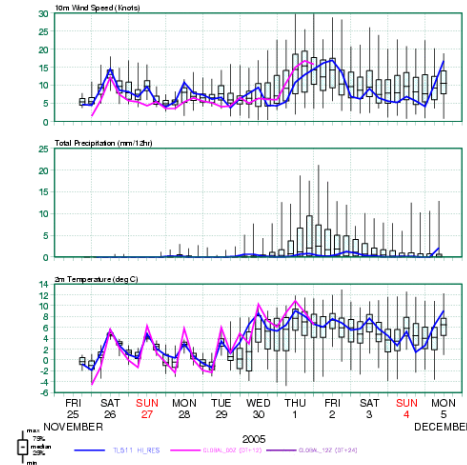 10m Wind Speed (Knots)
30
25
20
15
10
5
0
Total Precipitation (mm/12hr)
25
20
15
10
5
0
2m Temperature (deg C)
14
12
10
8
6
4
2
0
-2
-4
-6
FRI SAT SUN MON TUE WED THU FRI SAT SUN MON
25 26 27 28 29 30 1 2 3 4 5
NOVEMBER DECEMBER
2005
max
75%
median
25%
min
HI_RES